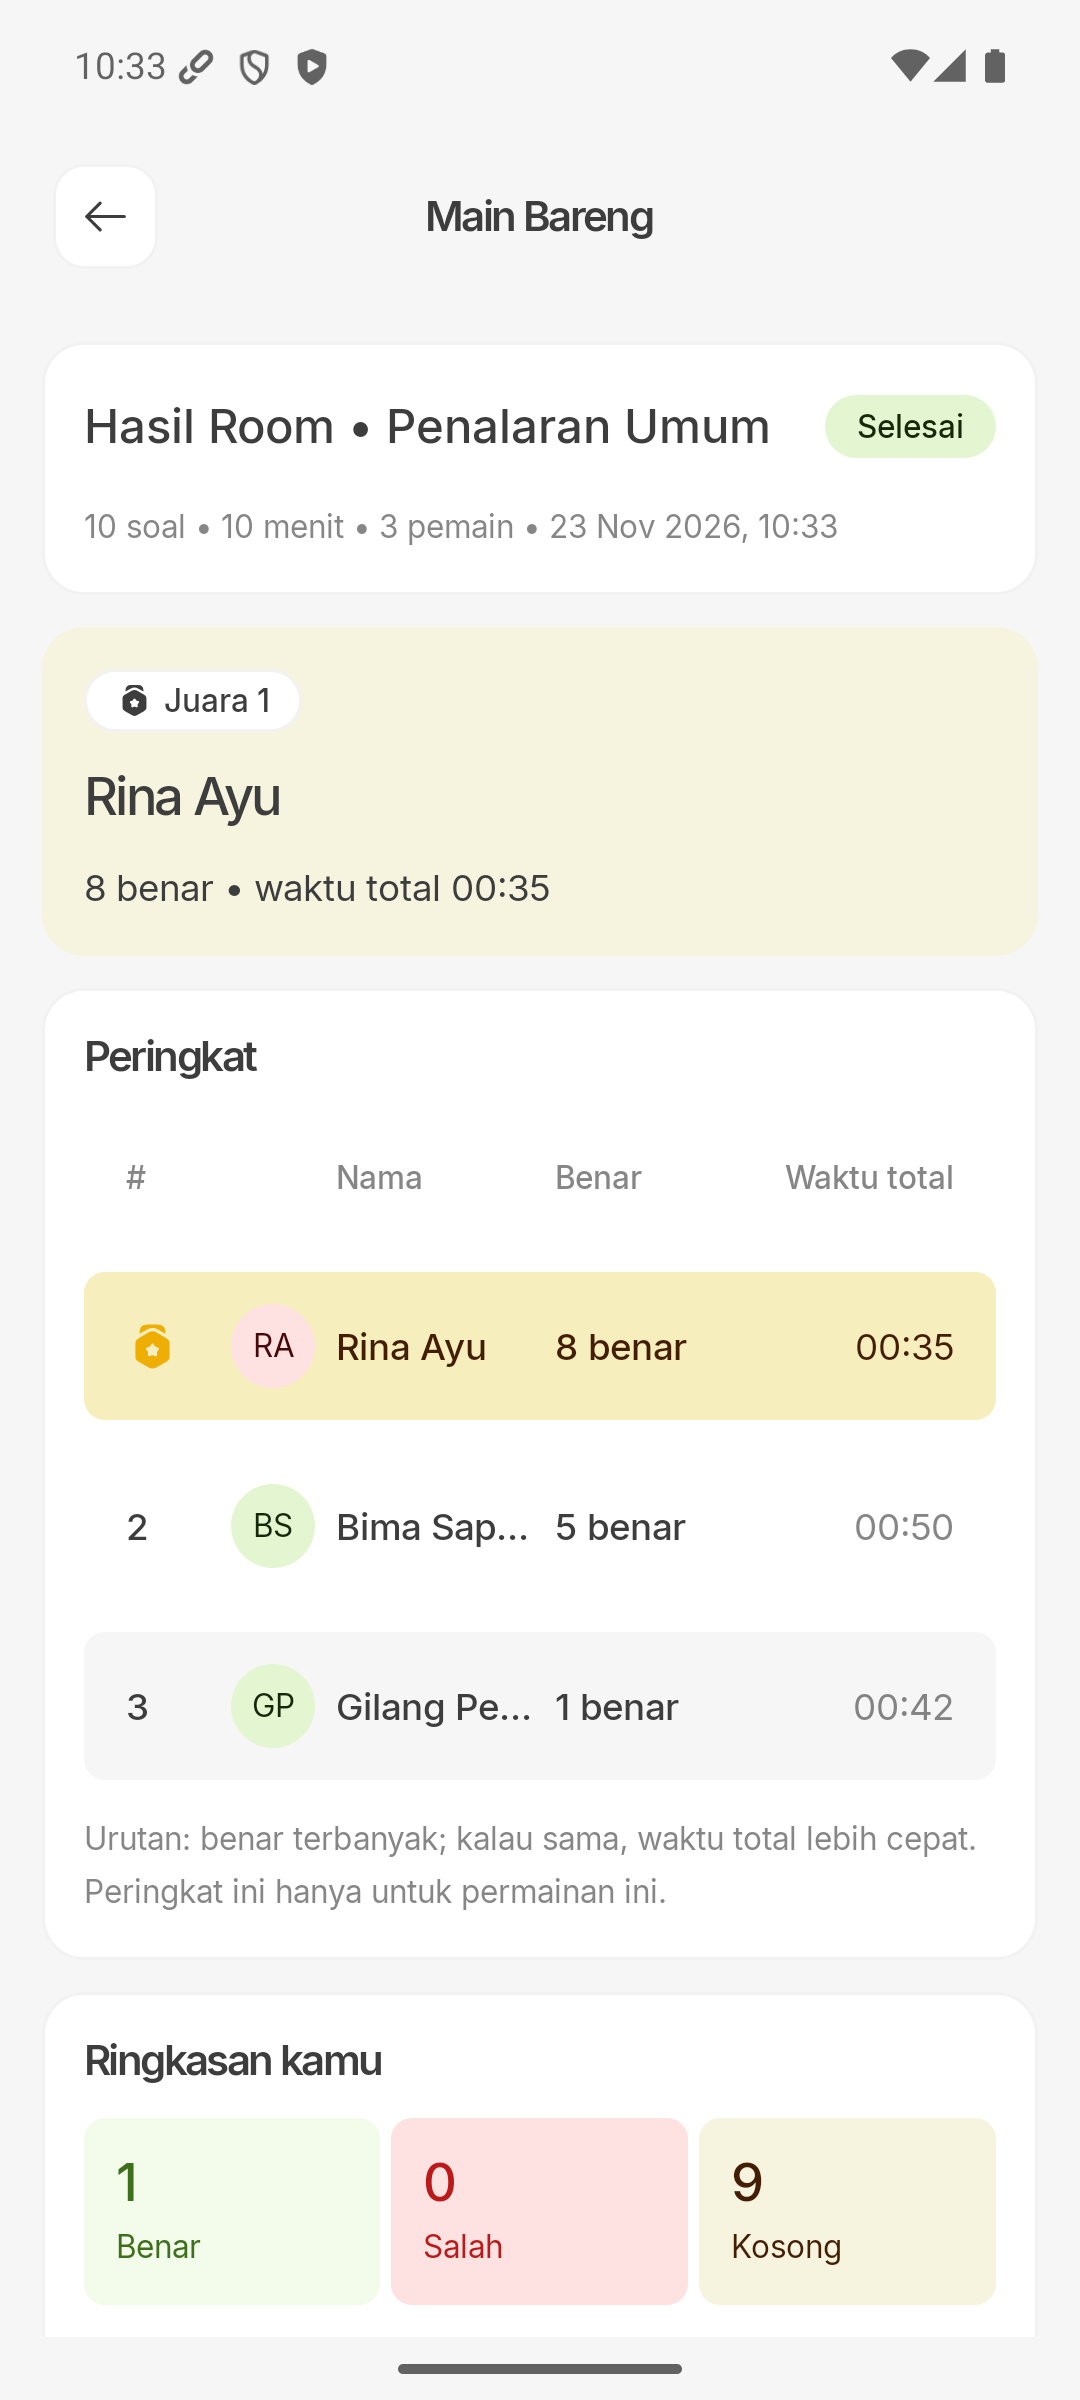 10:33
Main Bareng
Hasil Room • Penalaran Umum
Selesai
10 soal • 10 menit • 3 pemain • 23 Nov 2026, 10:33
Juara 1
Rina Ayu
8 benar • waktu total 00:35
Peringkat
# Nama Benar Waktu total
RA Rina Ayu 8 benar 00:35
2 BS Bima Sap... 5 benar 00:50
3 GP Gilang Pe... 1 benar 00:42
Urutan: benar terbanyak; kalau sama, waktu total lebih cepat.
Peringkat ini hanya untuk permainan ini.
Ringkasan kamu
1 0 9
Benar Salah Kosong